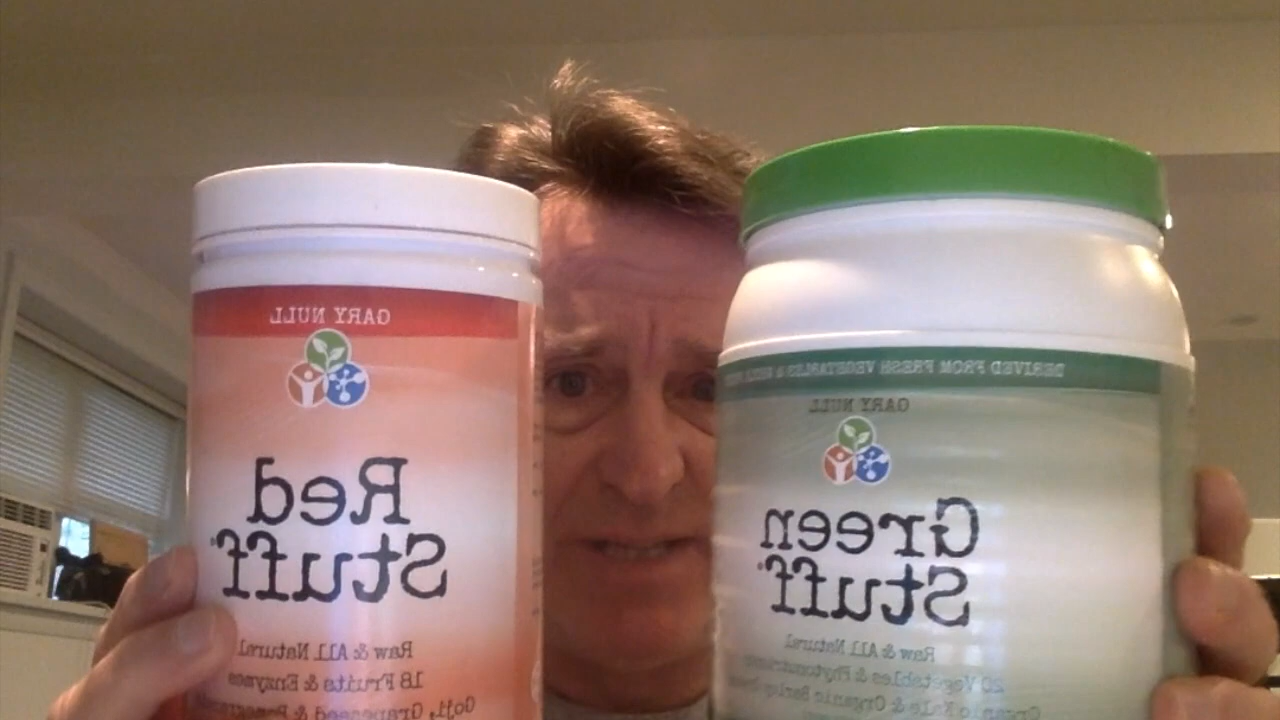 GARY NULL
Red
Stuff
Raw & All Natural
18 Fruits & Enzymes
Goji, Grapeseed & Pomegranate
DERIVED FROM FRESH VEGETABLES &
GARY NULL
Green
Stuff
Raw & All Natural
20 Vegetables & Phytonutrients
Organic Kale & Organic Barley